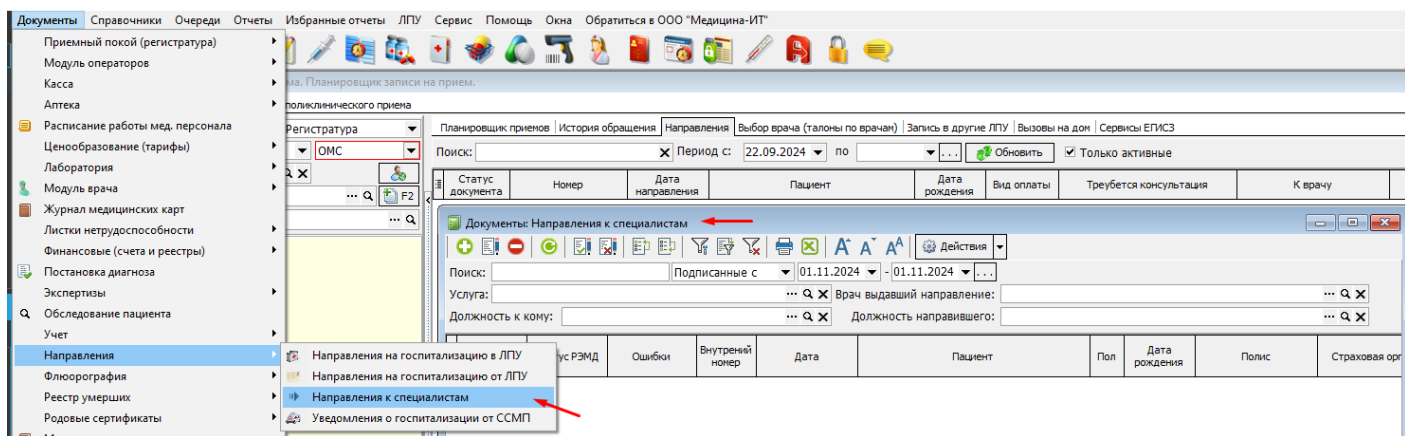 Документы Справочники Очереди Отчеты Избранные отчеты ЛПУ Сервис Помощь Окна Обратиться в ООО "Медицина-ИТ"
Приемный покой (регистратура)
Модуль операторов
Касса
Аптека
Расписание работы мед. персонала
Ценообразование (тарифы)
Лаборатория
Модуль врача
Журнал медицинских карт
Листки нетрудоспособности
Финансовые (счета и реестры)
Постановка диагноза
Экспертизы
Обследование пациента
Учет
Направления
Флюорография
Реестр умерших
Родовые сертификаты
Направления на госпитализацию в ЛПУ
Направления на госпитализацию от ЛПУ
Направления к специалистам
Уведомления о госпитализации от ССМП
ма. Планировщик записи на прием.
поликлинического приема
Регистратура
ОМС
F2
Планировщик приемов История обращения Направления Выбор врача (талоны по врачам) Запись в другие ЛПУ Вызовы на дом Сервисы ЕГИСЗ
Поиск: Период с: 22.09.2024 по ... Обновить Только активные
Статус документа Номер Дата направления Пациент Дата рождения Вид оплаты Треубется консультация К врачу
Документы: Направления к специалистам
Действия
Поиск: Подписанные с 01.11.2024 - 01.11.2024 ...
Услуга: Врач выдавший направление:
Должность к кому: Должность направившего:
ус РЭМД Ошибки Внутрений номер Дата Пациент Пол Дата рождения Полис Страховая орг